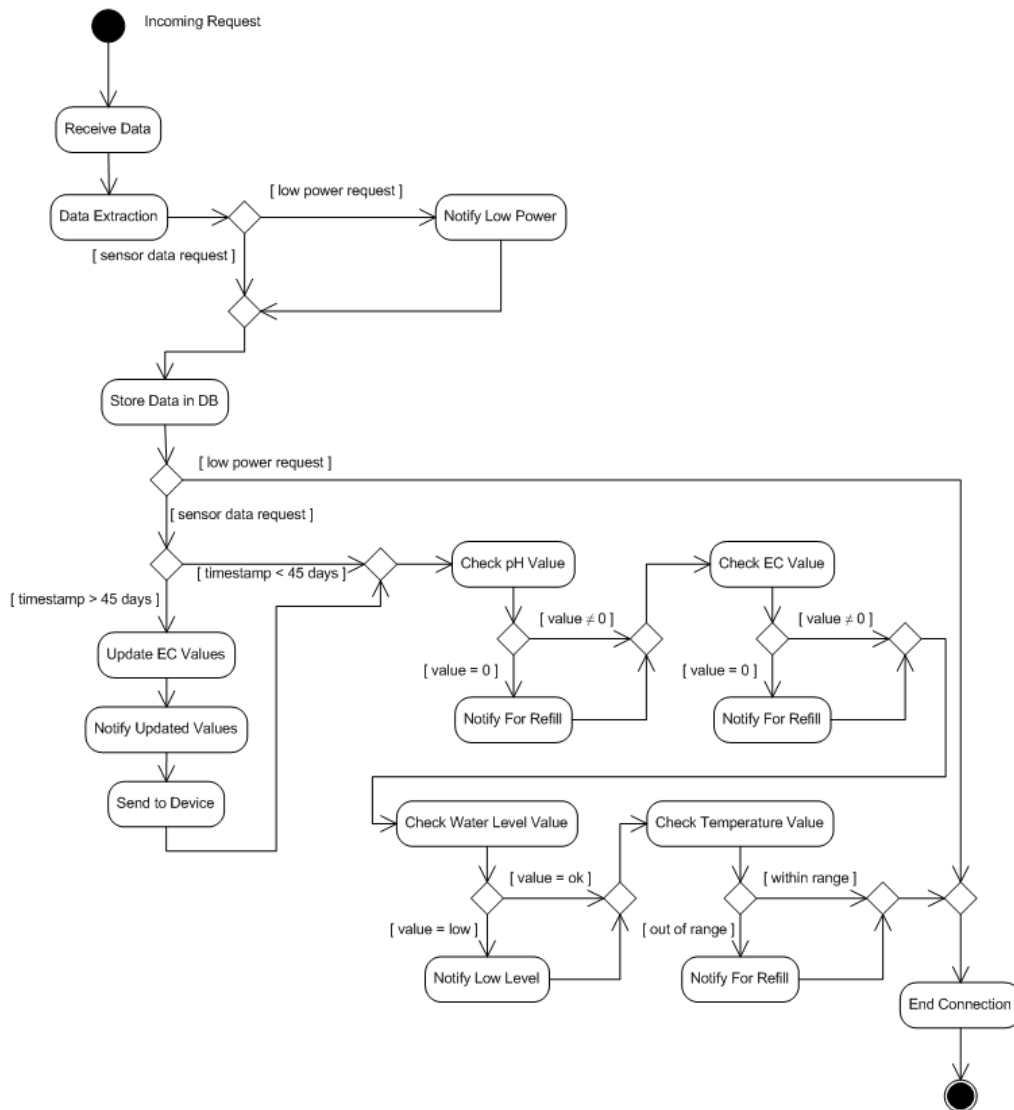 Incoming Request
Receive Data
[ low power request ]
Data Extraction
Notify Low Power
[ sensor data request ]
Store Data in DB
[ low power request ]
[ sensor data request ]
[ timestamp < 45 days ]
Check pH Value
Check EC Value
[ timestamp > 45 days ]
[ value ≠ 0 ]
[ value ≠ 0 ]
Update EC Values
[ value = 0 ]
[ value = 0 ]
Notify Updated Values
Notify For Refill
Notify For Refill
Send to Device
Check Water Level Value
Check Temperature Value
[ value = ok ]
[ within range ]
[ value = low ]
[ out of range ]
Notify Low Level
Notify For Refill
End Connection